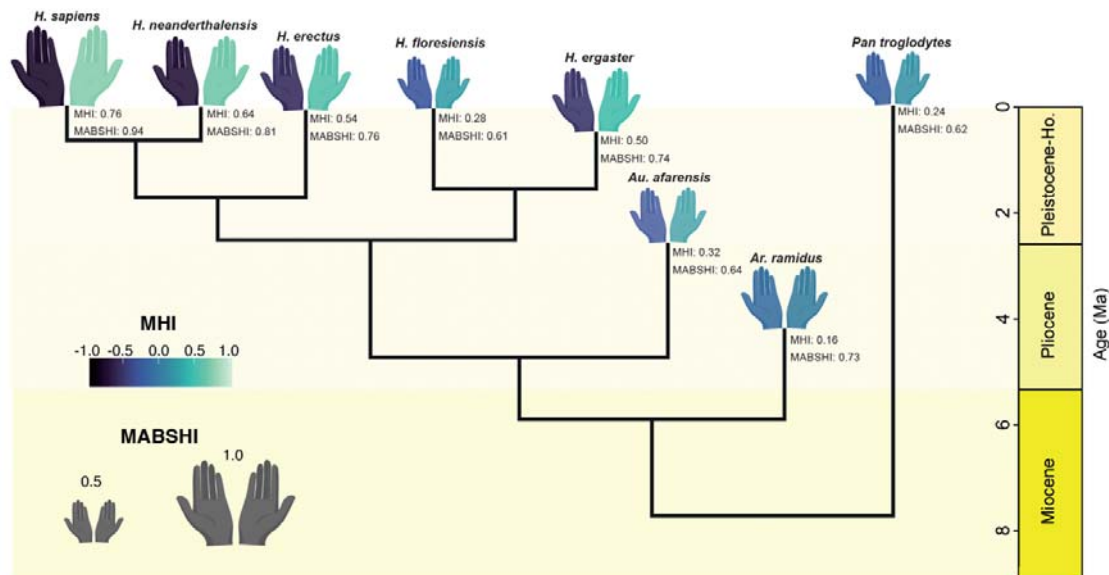 H. sapiens
H. neanderthalensis
H. erectus
H. floresiensis
H. ergaster
Pan troglodytes
MHI: 0.76
MABSHI: 0.94
MHI: 0.64
MABSHI: 0.81
MHI: 0.54
MABSHI: 0.76
MHI: 0.28
MABSHI: 0.61
MHI: 0.50
MABSHI: 0.74
MHI: 0.24
MABSHI: 0.62
Au. afarensis
MHI: 0.32
MABSHI: 0.64
Ar. ramidus
MHI: 0.16
MABSHI: 0.73
MHI
-1.0 -0.5 0.0 0.5 1.0
MABSHI
0.5
1.0
0
2
4
6
8
Pleistocene-Ho.
Pliocene
Miocene
Age (Ma)